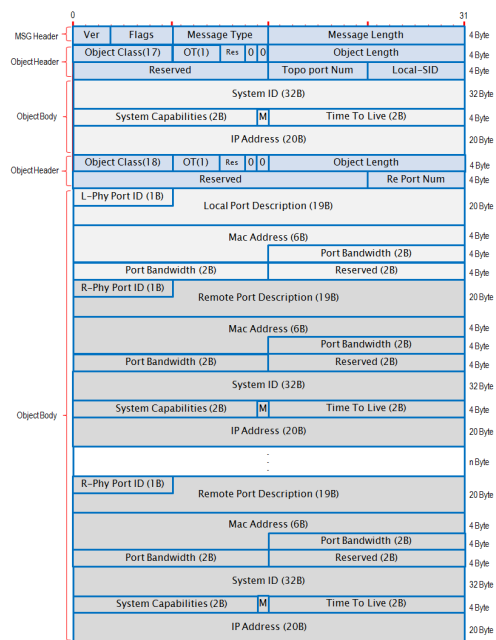 0 31
MSG Header Ver Flags Message Type Message Length 4 Byte
Object Header Object Class(17) OT(1) Res 0 0 Object Length 4 Byte
Reserved Topo port Num Local-SID 4 Byte
System ID (32B) 32 Byte
Object Body System Capabilities (2B) M Time To Live (2B) 4 Byte
IP Address (20B) 20 Byte
Object Header Object Class(18) OT(1) Res 0 0 Object Length 4 Byte
Reserved Re Port Num 4 Byte
L-Phy Port ID (1B)
Local Port Description (19B) 20 Byte
Mac Address (6B) 4 Byte
Port Bandwidth (2B) 4 Byte
Port Bandwidth (2B) Reserved (2B) 4 Byte
R-Phy Port ID (1B)
Remote Port Description (19B) 20 Byte
Mac Address (6B) 4 Byte
Port Bandwidth (2B) 4 Byte
Port Bandwidth (2B) Reserved (2B) 4 Byte
System ID (32B) 32 Byte
Object Body System Capabilities (2B) M Time To Live (2B) 4 Byte
IP Address (20B) 20 Byte
n Byte
R-Phy Port ID (1B)
Remote Port Description (19B) 20 Byte
Mac Address (6B) 4 Byte
Port Bandwidth (2B) 4 Byte
Port Bandwidth (2B) Reserved (2B) 4 Byte
System ID (32B) 32 Byte
System Capabilities (2B) M Time To Live (2B) 4 Byte
IP Address (20B) 20 Byte